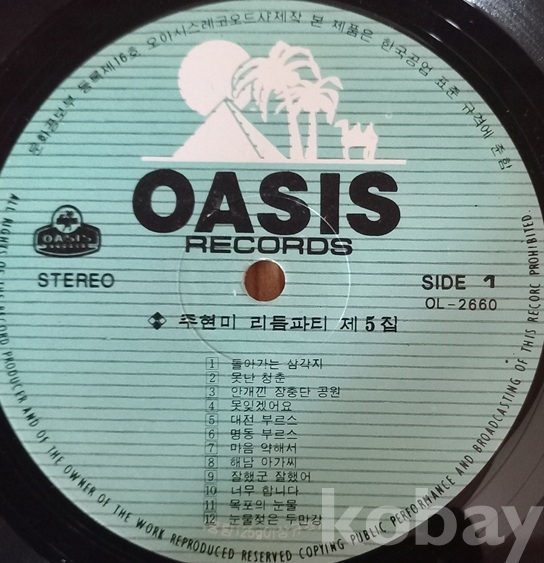 문화공보부 등록제16호 오아시스레코오드사제작 본 제품은 한국공업 표준 규격에 준함
OASIS
RECORDS
OASIS
STEREO
SIDE 1
OL-2660
주현미 리듬파티 제5집
1 돌아가는 삼각지
2 못난 청춘
3 안개낀 장충단 공원
4 못잊겠어요
5 대전 부르스
6 명동 부르스
7 마음 약해서
8 해남 아가씨
9 잘했군 잘했어
10 너무 합니다
11 목포의 눈물
12 눈물젖은 두만강
ALL RIGHTS OF THE RECORD PRODUCER AND OF THE OWNER OF THE WORK REPRODUCED RESERVED COPYING PUBLIC PERFORMANCE AND BROADCASTING OF THIS RECORD PROHIBITED.
kobay